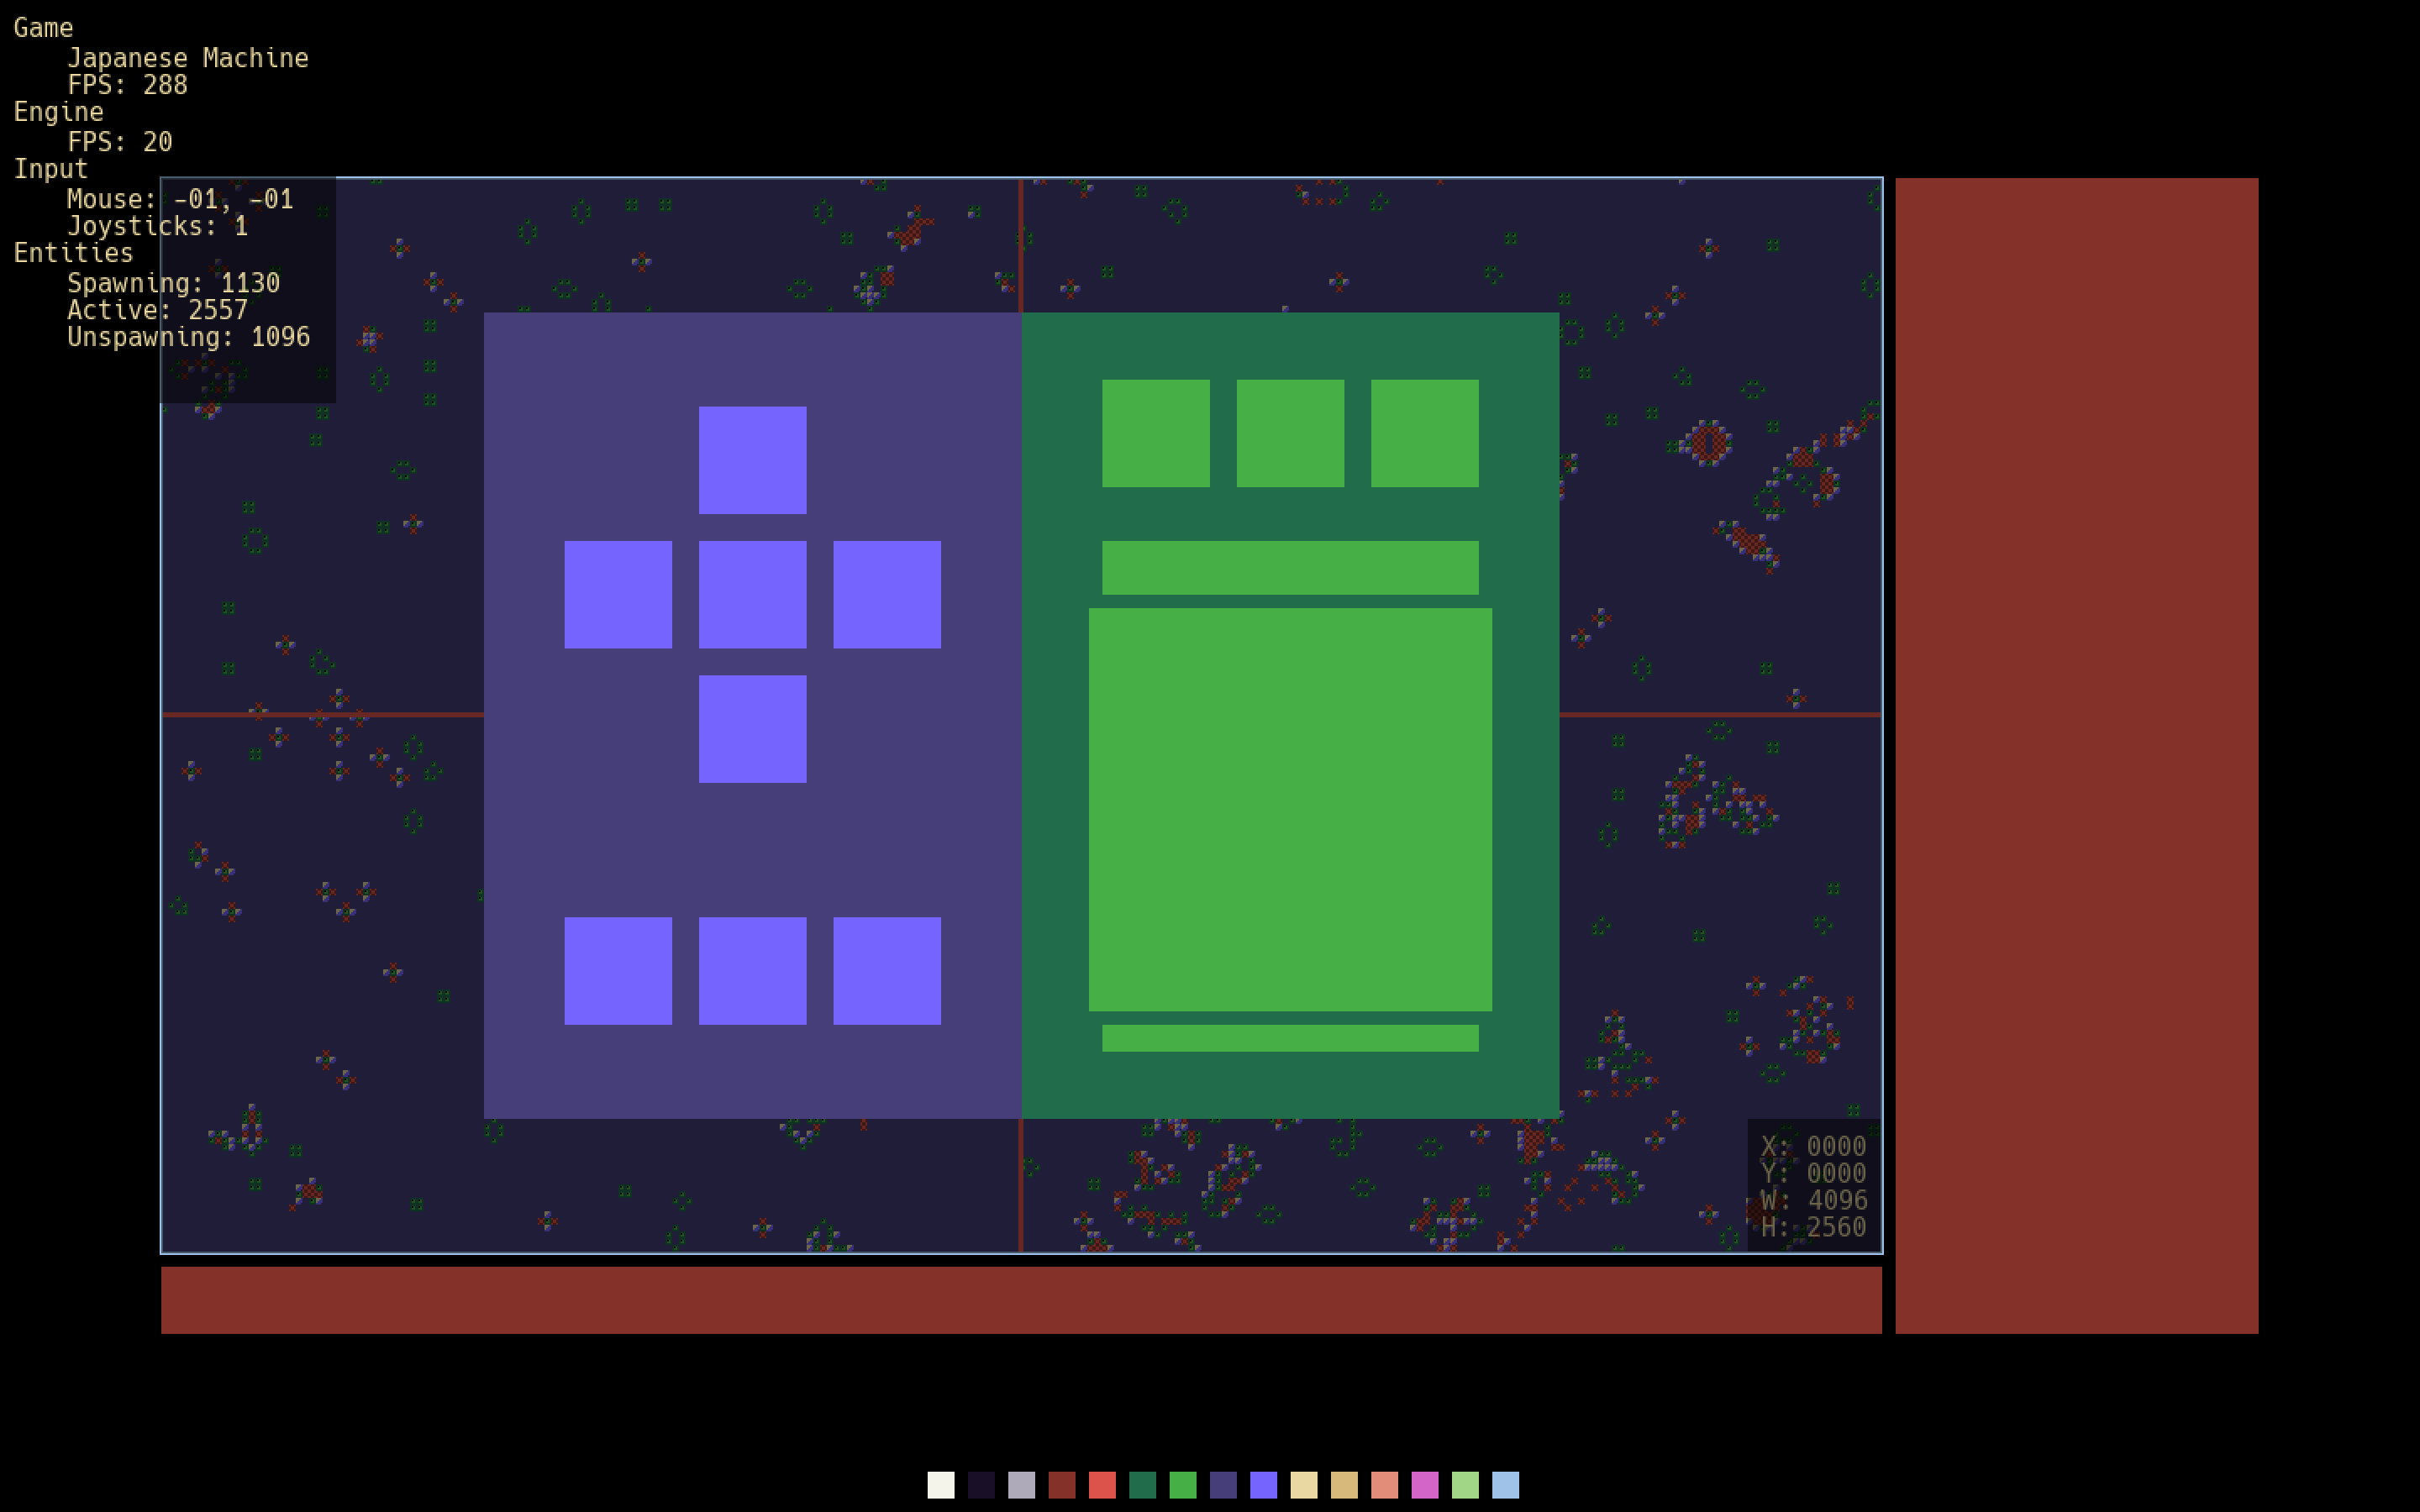 Game
Japanese Machine
FPS: 288
Engine
FPS: 20
Input
Mouse: -01, -01
Joysticks: 1
Entities
Spawning: 1130
Active: 2557
Unspawning: 1096
X: 0000
Y: 0000
W: 4096
H: 2560